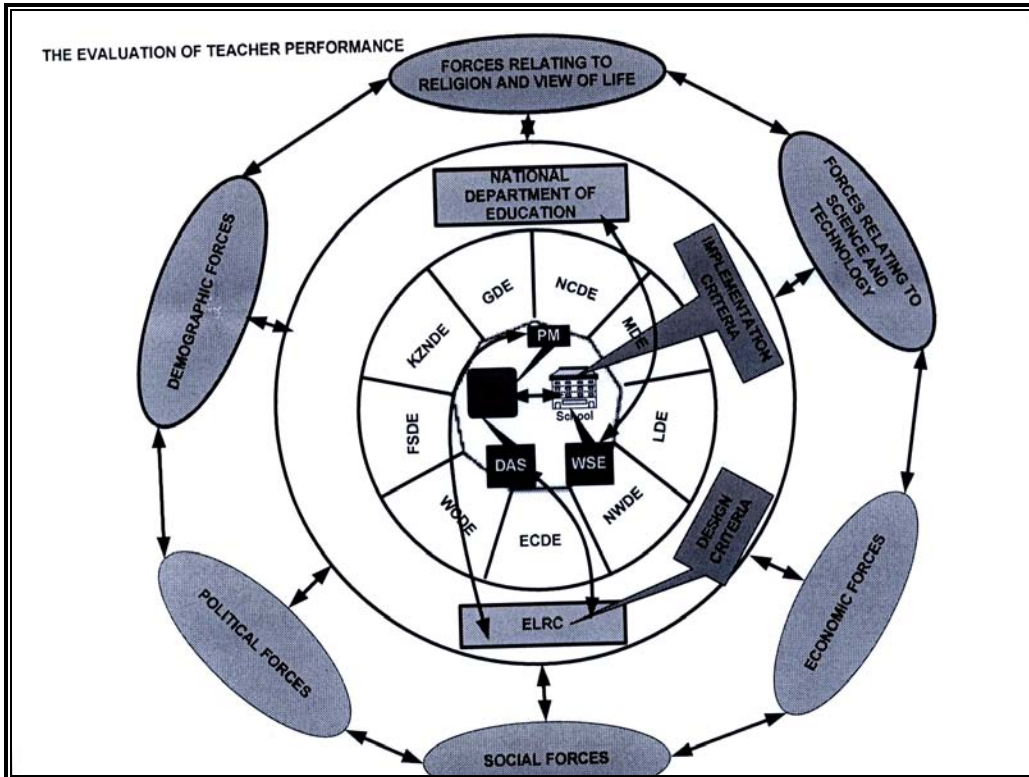 THE EVALUATION OF TEACHER PERFORMANCE
FORCES RELATING TO
RELIGION AND VIEW OF LIFE
FORCES RELATING TO
SCIENCE AND
TECHNOLOGY
DEMOGRAPHIC FORCES
NATIONAL
DEPARTMENT OF
EDUCATION
IMPLEMENTATION
CRITERIA
GDE
NCDE
MDE
KZNDE
PM
School
LDE
FSDE
DAS
WSE
NWDE
WCDE
ECDE
DESIGN
CRITERIA
ELRC
POLITICAL FORCES
ECONOMIC FORCES
SOCIAL FORCES